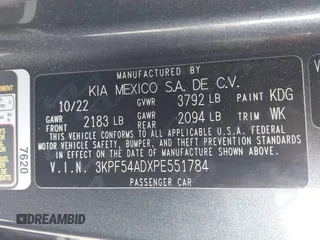 MANUFACTURED BY
KIA MEXICO S.A. DE C.V.
10/22 GVWR 3792 LB PAINT KDG
GAWR FRONT 2183 LB GAWR REAR 2094 LB TRIM WK
THIS VEHICLE CONFORMS TO ALL APPLICABLE FEDERAL
MOTOR VEHICLE SAFETY, BUMPER, AND THEFT PREVENTION
STANDARDS IN EFFECT ON THE DATE OF MANUFACTURE SHOWN ABOVE.
V.I.N. 3KPF54ADXPE551784
PASSENGER CAR
7620
DREAMBID